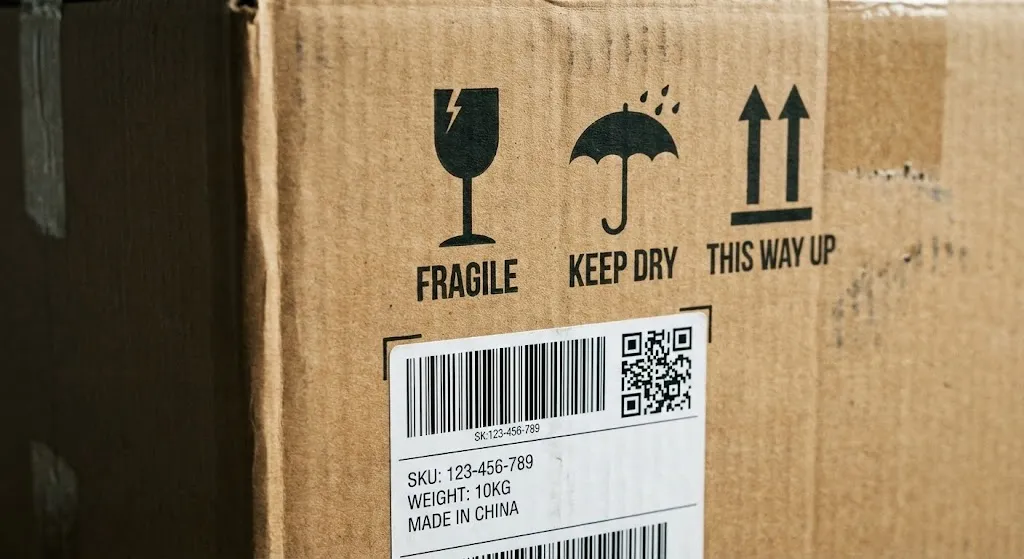 FRAGILE
KEEP DRY
THIS WAY UP
SK:123-456-789
SKU: 123-456-789
WEIGHT: 10KG
MADE IN CHINA